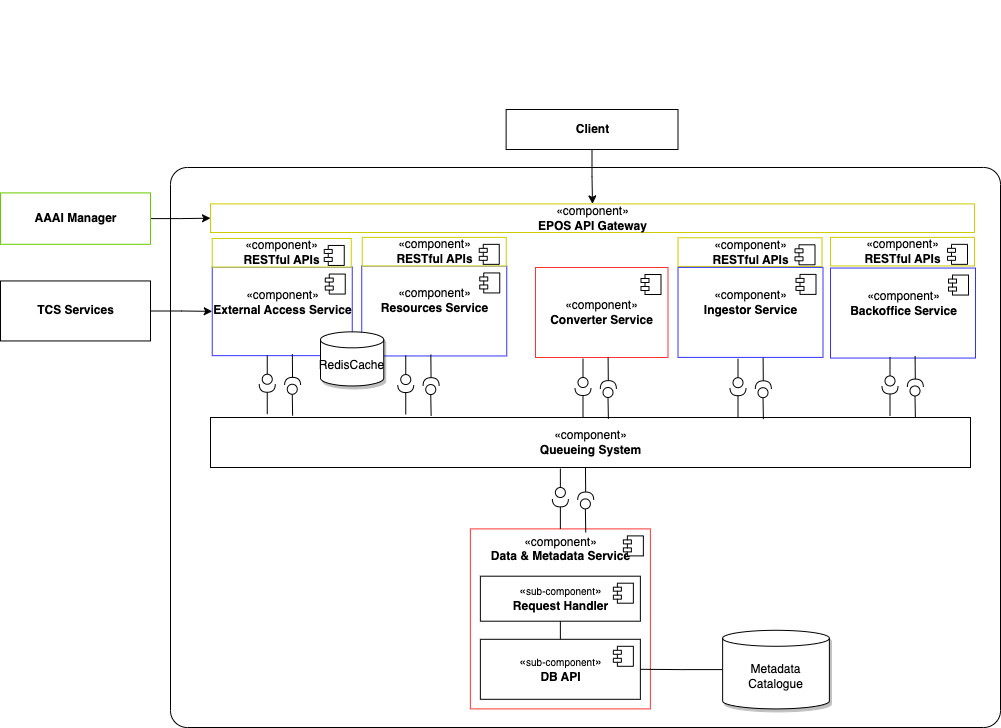 Client
AAAI Manager
«component»
EPOS API Gateway
«component»
RESTful APIs
«component»
RESTful APIs
«component»
RESTful APIs
«component»
RESTful APIs
TCS Services
«component»
External Access Service
«component»
Resources Service
«component»
Converter Service
«component»
Ingestor Service
«component»
Backoffice Service
RedisCache
«component»
Queueing System
«component»
Data & Metadata Service
«sub-component»
Request Handler
«sub-component»
DB API
Metadata
Catalogue